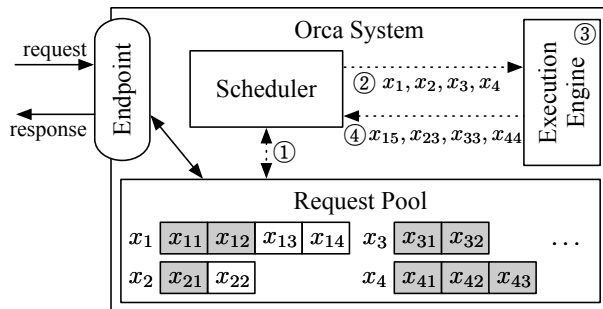 Orca System
request
response
Endpoint
Scheduler
② x₁, x₂, x₃, x₄
④ x₁₅, x₂₃, x₃₃, x₄₄
③
Execution
Engine
①
Request Pool
x₁ x₁₁ x₁₂ x₁₃ x₁₄ x₃ x₃₁ x₃₂ ...
x₂ x₂₁ x₂₂ x₄ x₄₁ x₄₂ x₄₃